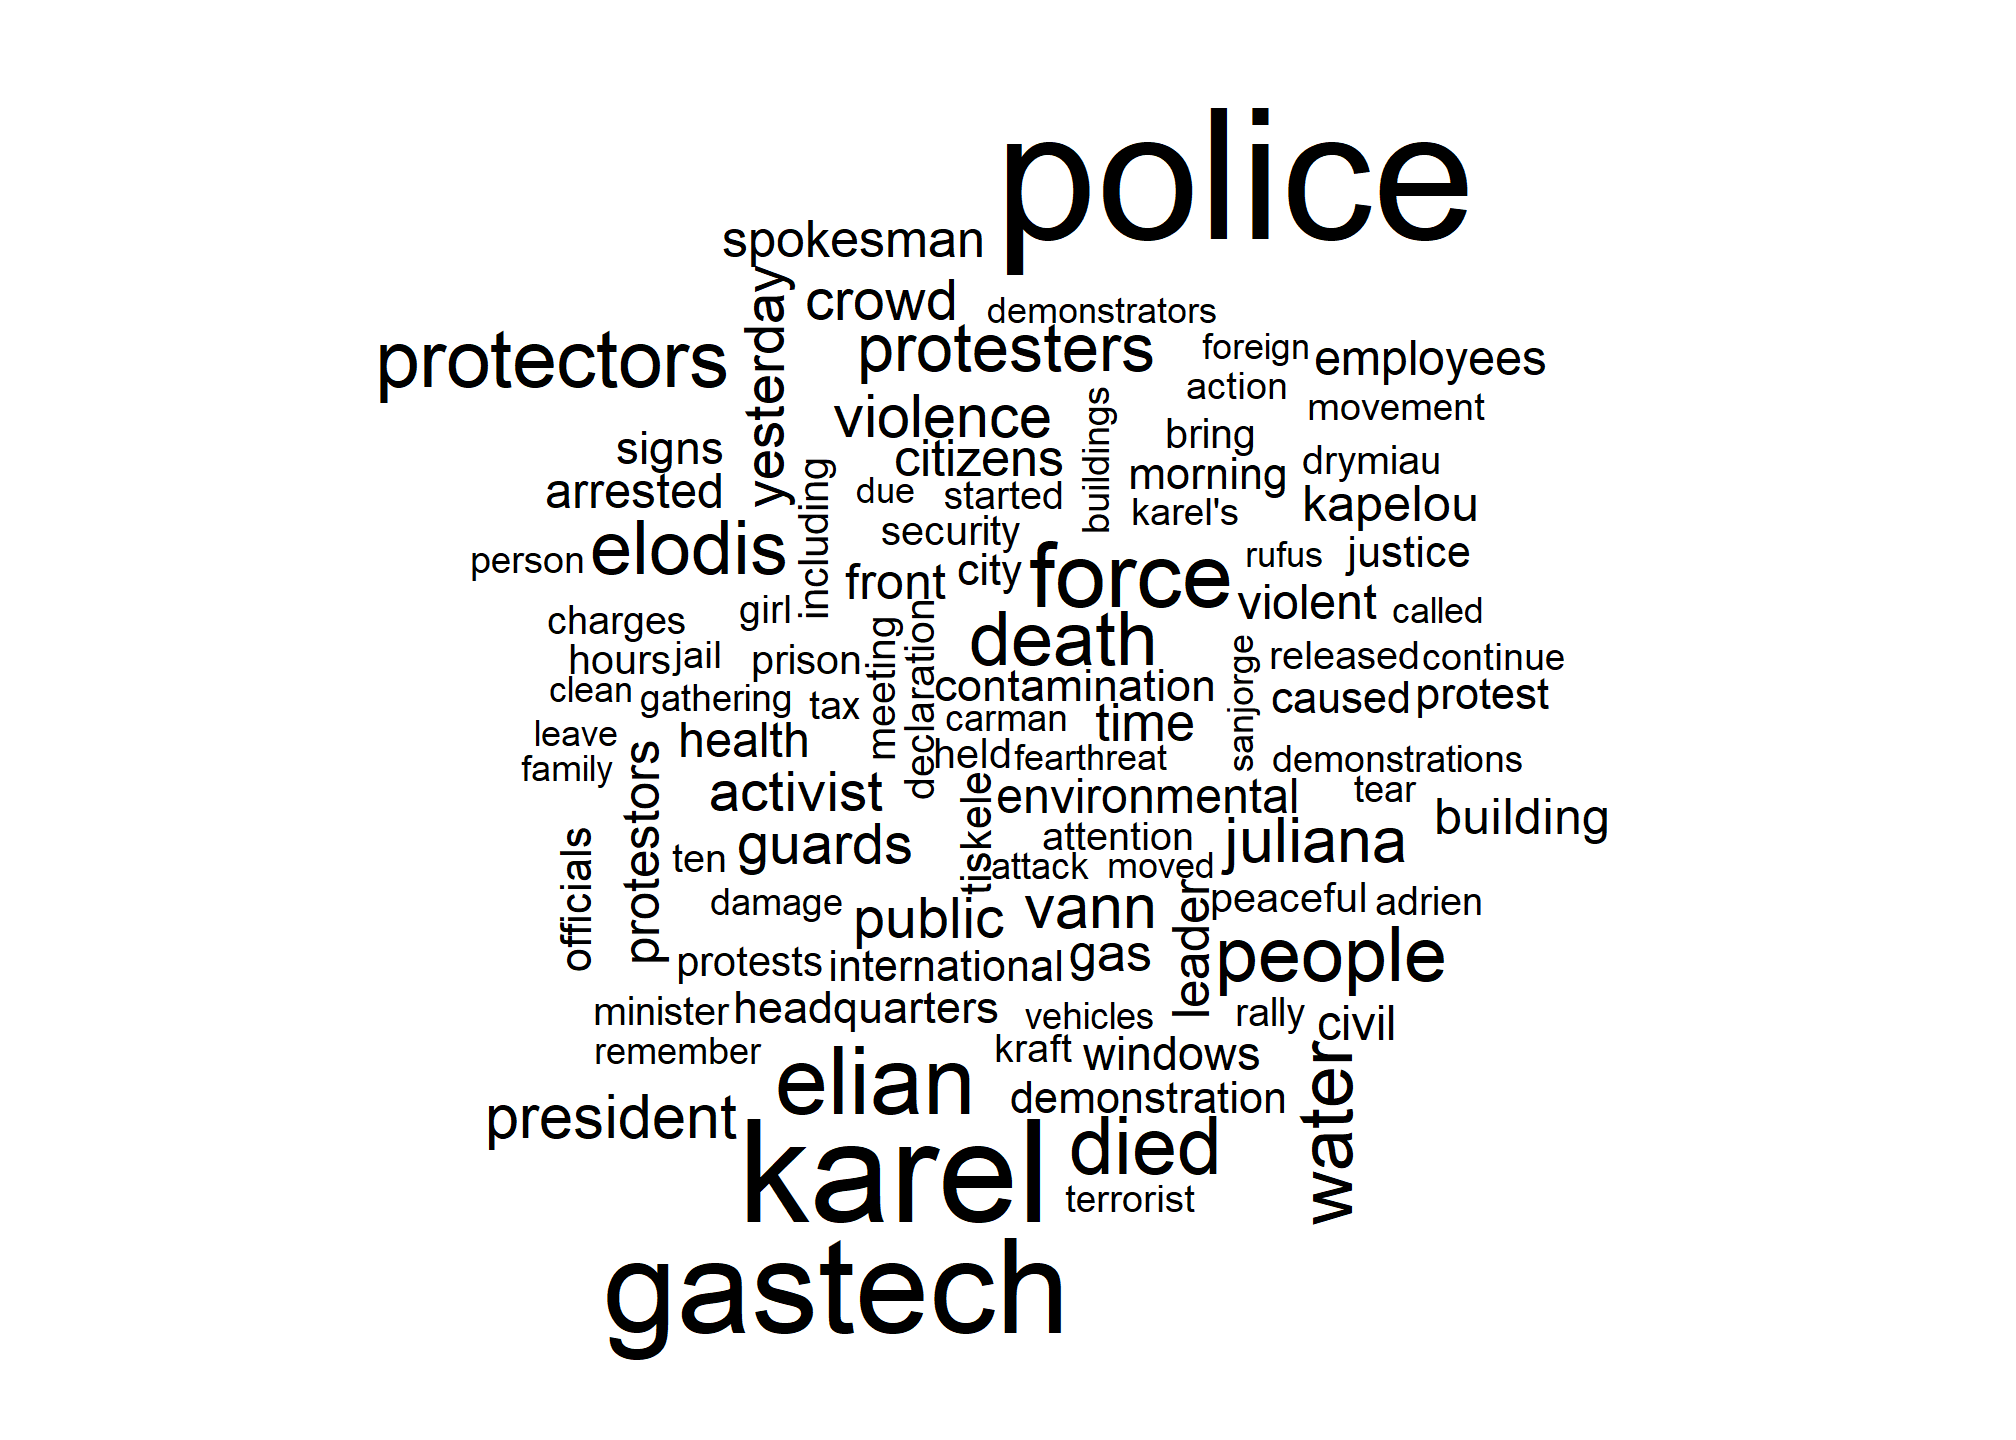 police
spokesman
yesterday
crowd
demonstrators
protectors
protesters
foreign
employees
action
movement
violence
buildings
bring
signs
citizens
morning
drymiau
arrested
including
due
started
karel's
kapelou
security
person
elodis
front
city
force
rufus
justice
charges
girl
violent
called
hours
jail
prison
meeting
declaration
death
sanjorge
released
continue
clean
gathering
tax
contamination
caused
protest
carman
time
leave
health
held
fearthreat
demonstrations
family
protestors
activist
tiskele
environmental
tear
building
officials
ten
guards
attention
juliana
attack
moved
damage
public
vann
leader
peaceful
adrien
protests
international
gas
people
minister
headquarters
vehicles
rally
civil
remember
elian
kraft
windows
water
president
demonstration
karel
died
terrorist
gastech